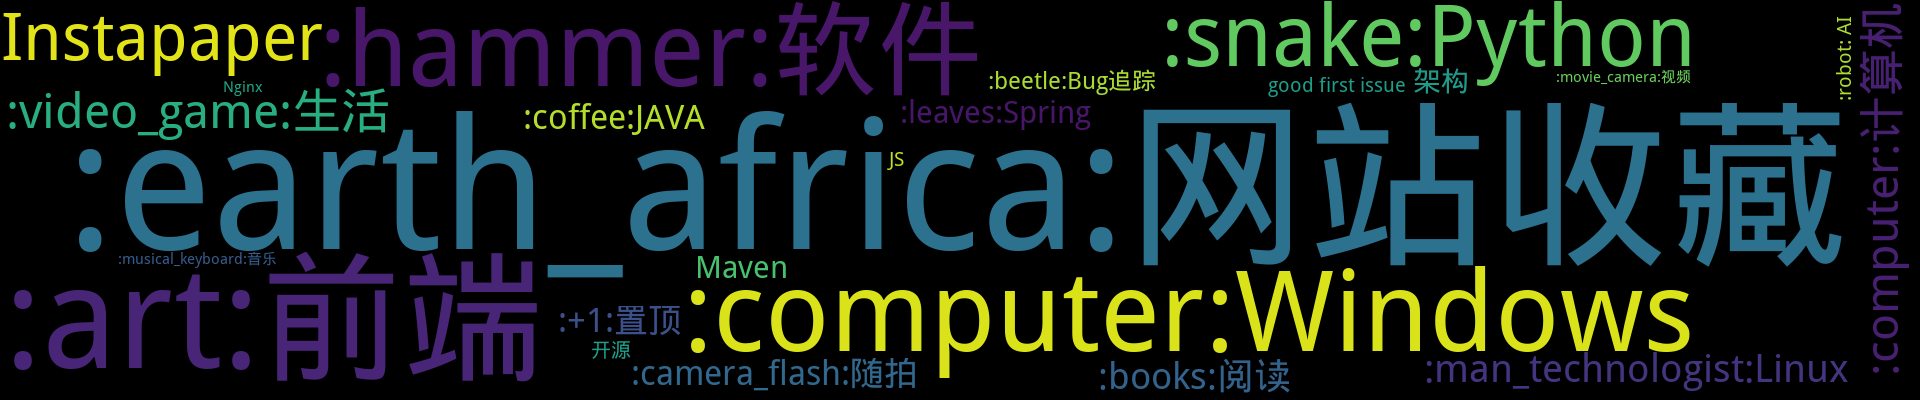 Instapaper
:hammer:软件
:snake:Python
:robot: AI
:computer:计算机
:beetle:Bug追踪
good first issue
架构
:movie_camera:视频
Nginx
:video_game:生活
:coffee:JAVA
:leaves:Spring
JS
:earth_africa:网站收藏
:musical_keyboard:音乐
:art:前端
Maven
:computer:Windows
:+1:置顶
开源
:camera_flash:随拍
:books:阅读
:man_technologist:Linux